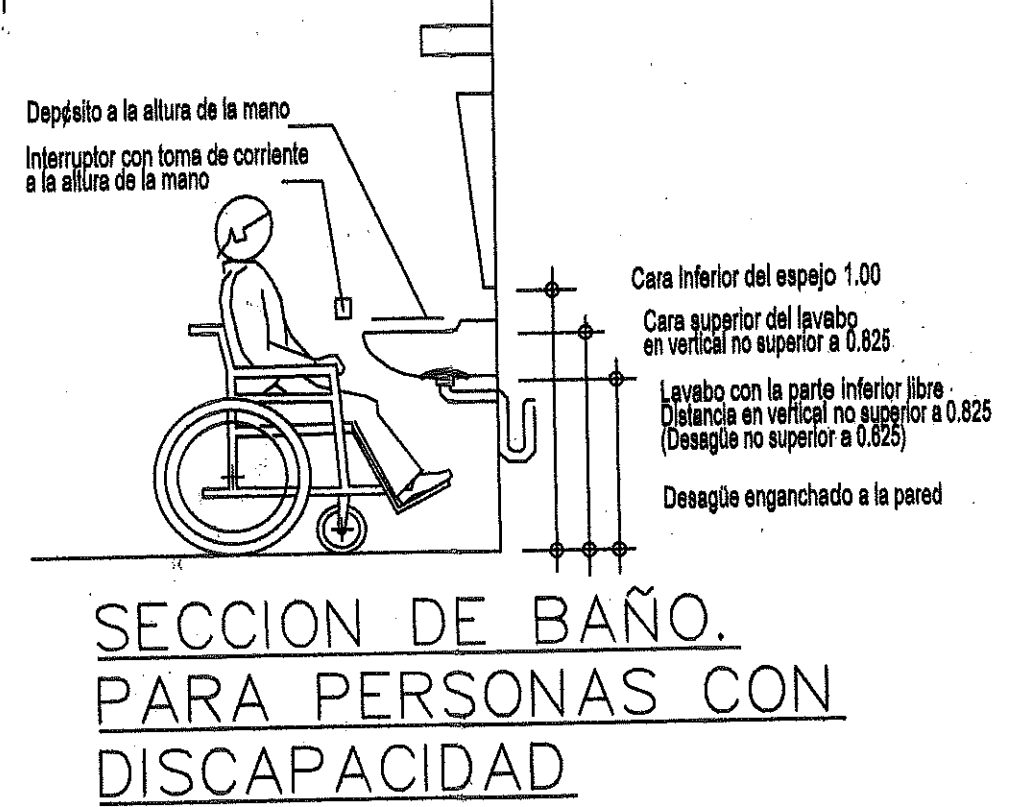 Depósito a la altura de la mano
Interruptor con toma de corriente
a la altura de la mano
Cara inferior del espejo 1.00
Cara superior del lavabo
en vertical no superior a 0.825
Lavabo con la parte inferior libre
Distancia en vertical no superior a 0.825
(Desagüe no superior a 0.625)
Desagüe enganchado a la pared
SECCION DE BAÑO.
PARA PERSONAS CON
DISCAPACIDAD